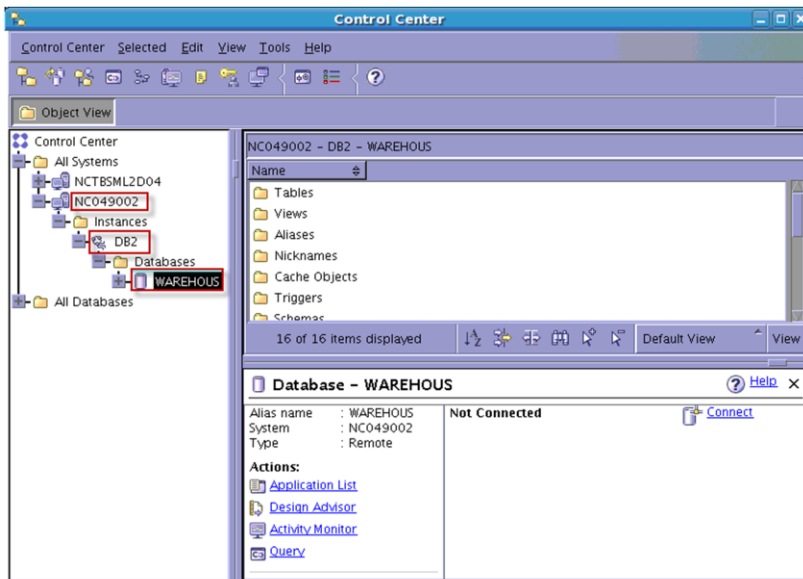 Control Center
Control Center Selected Edit View Tools Help
Object View
Control Center
All Systems
NCTBSML2D04
NC049002
Instances
DB2
Databases
WAREHOUS
All Databases
NC049002 - DB2 - WAREHOUS
Name
Tables
Views
Aliases
Nicknames
Cache Objects
Triggers
Schemas
16 of 16 items displayed
Default View
View
Database - WAREHOUS
Help
Alias name : WAREHOUS
System : NC049002
Type : Remote
Not Connected
Connect
Actions:
Application List
Design Advisor
Activity Monitor
Query